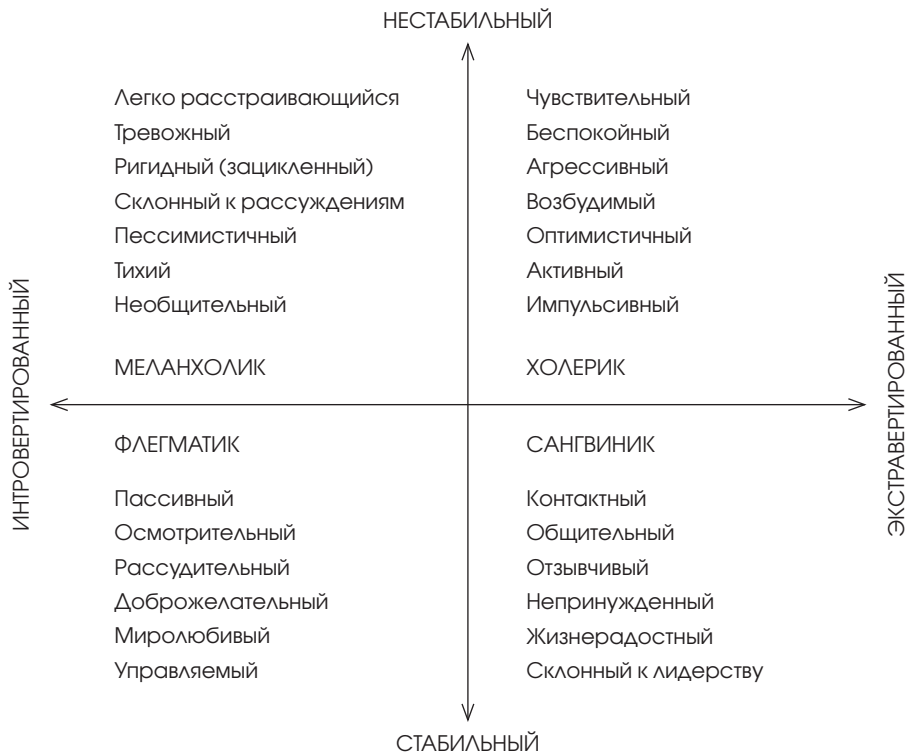 НЕСТАБИЛЬНЫЙ
Легко расстраивающийся
Тревожный
Ригидный (зацикленный)
Склонный к рассуждениям
Пессимистичный
Тихий
Необщительный
МЕЛАНХОЛИК
Чувствительный
Беспокойный
Агрессивный
Возбудимый
Оптимистичный
Активный
Импульсивный
ХОЛЕРИК
ИНТРОВЕРТИРОВАННЫЙ
ЭКСТРАВЕРТИРОВАННЫЙ
ФЛЕГМАТИК
Пассивный
Осмотрительный
Рассудительный
Доброжелательный
Миролюбивый
Управляемый
САНГВИНИК
Контактный
Общительный
Отзывчивый
Непринужденный
Жизнерадостный
Склонный к лидерству
СТАБИЛЬНЫЙ